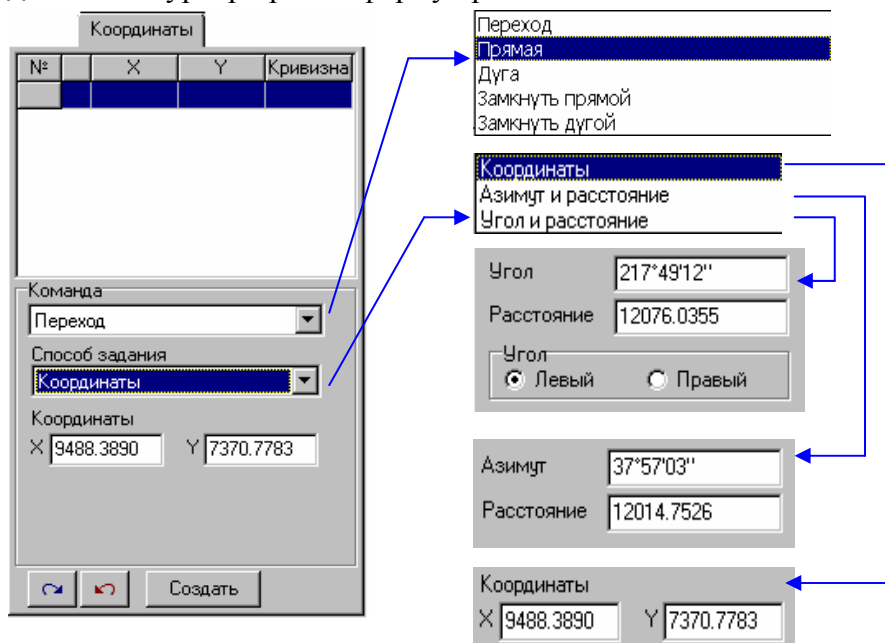 Координаты
№ X Y Кривизна
Команда
Переход
Способ задания
Координаты
Координаты
X 9488.3890 Y 7370.7783
Создать
Переход
Прямая
Дуга
Замкнуть прямой
Замкнуть дугой
Координаты
Азимут и расстояние
Угол и расстояние
Угол 217°49'12''
Расстояние 12076.0355
Угол
Левый Правый
Азимут 37°57'03''
Расстояние 12014.7526
Координаты
X 9488.3890 Y 7370.7783